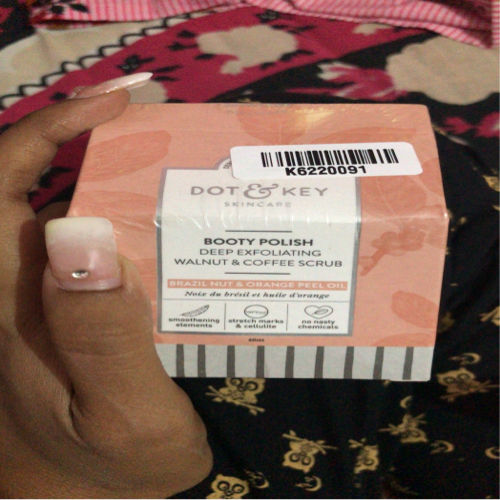 K6220091
DOT & KEY
SKINCARE
BOOTY POLISH
DEEP EXFOLIATING
WALNUT & COFFEE SCRUB
BRAZIL NUT & ORANGE PEEL OIL
Noix du brésil et huile d'orange
smoothening
elements
stretch marks
& cellulite
no nasty
chemicals